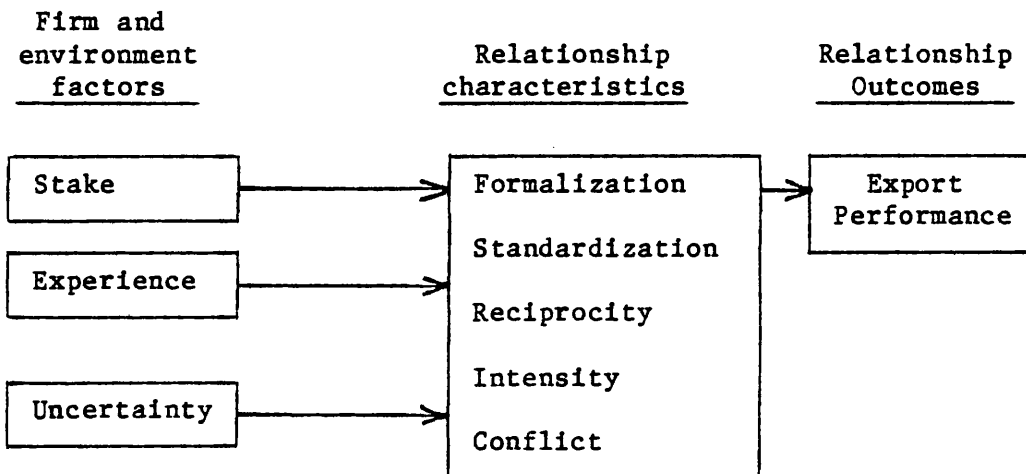 Firm and
environment
factors
Relationship
characteristics
Relationship
Outcomes
Stake
Experience
Uncertainty
Formalization
Standardization
Reciprocity
Intensity
Conflict
Export
Performance